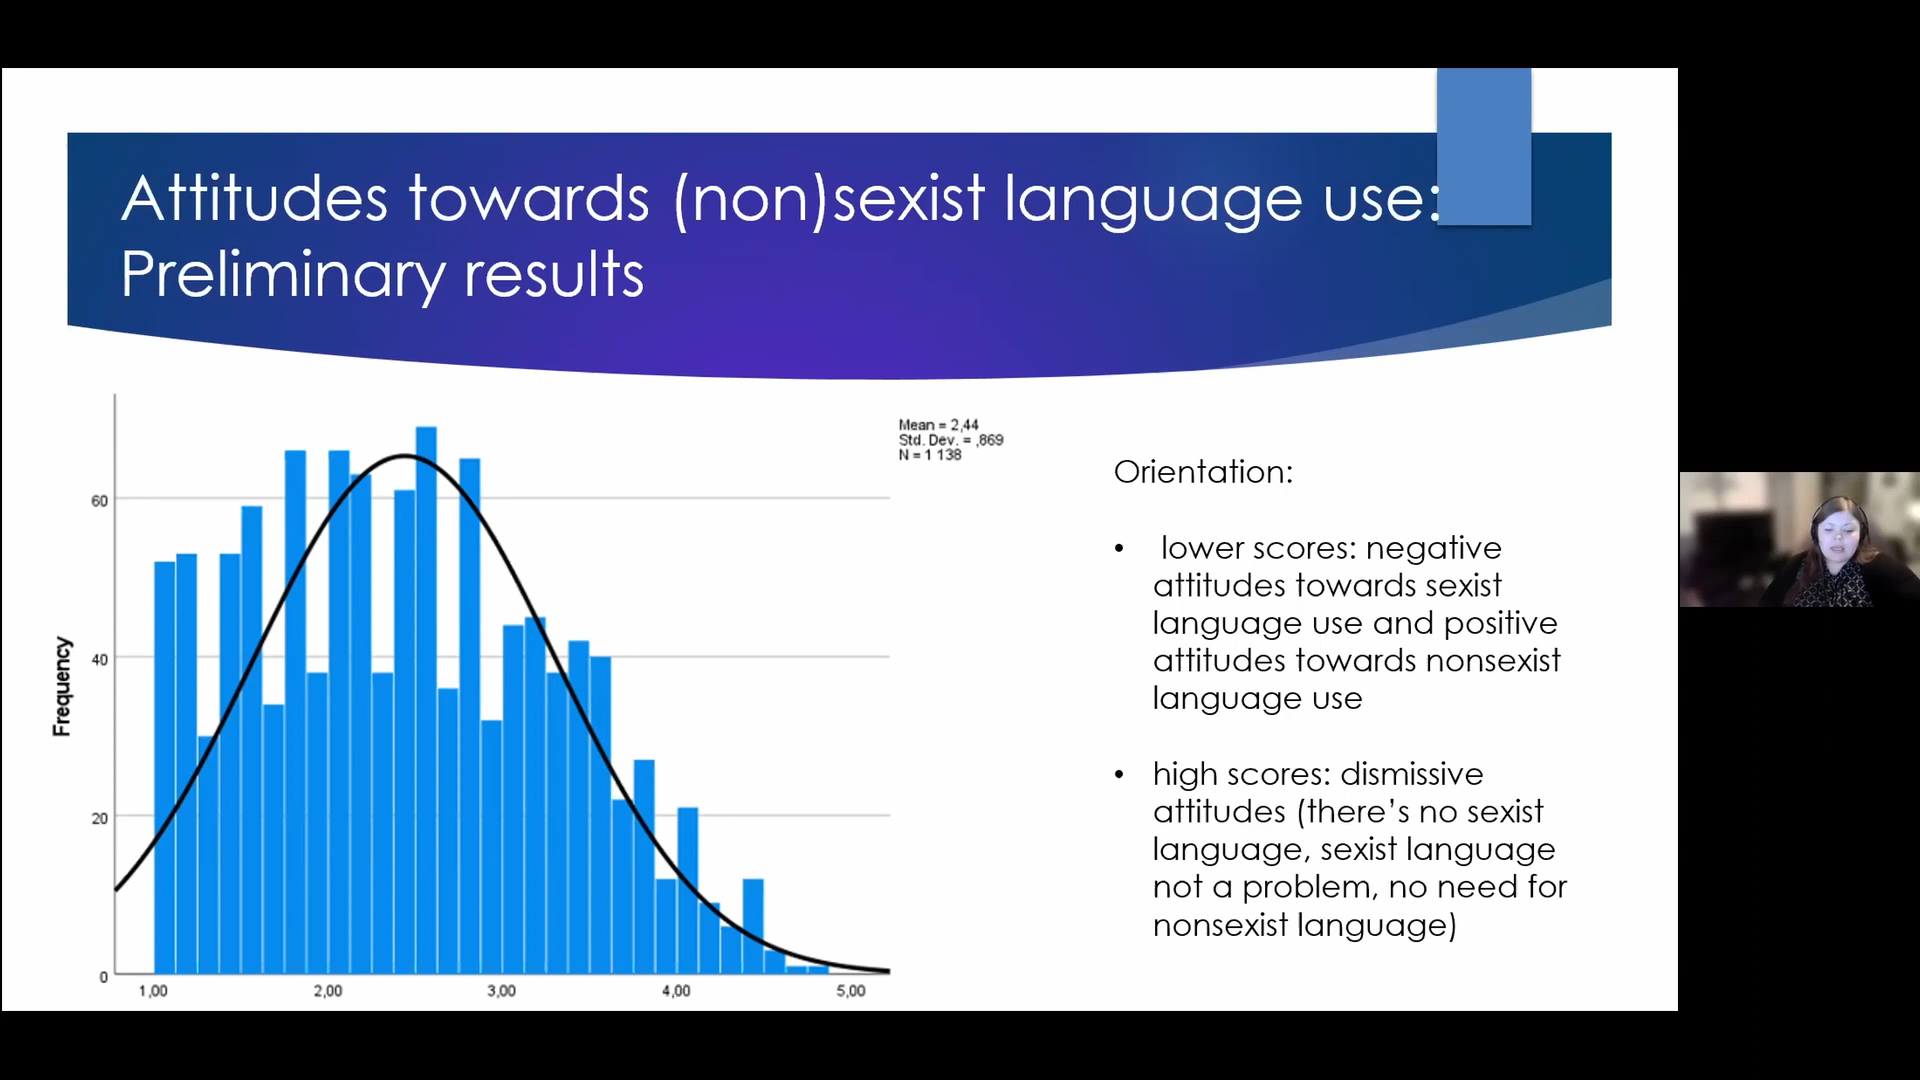 Attitudes towards (non)sexist language use:
Preliminary results
Mean = 2,44
Std. Dev. = ,869
N = 1 138
Frequency
60
40
20
0
1,00
2,00
3,00
4,00
5,00
Orientation:
• lower scores: negative
attitudes towards sexist
language use and positive
attitudes towards nonsexist
language use
• high scores: dismissive
attitudes (there’s no sexist
language, sexist language
not a problem, no need for
nonsexist language)